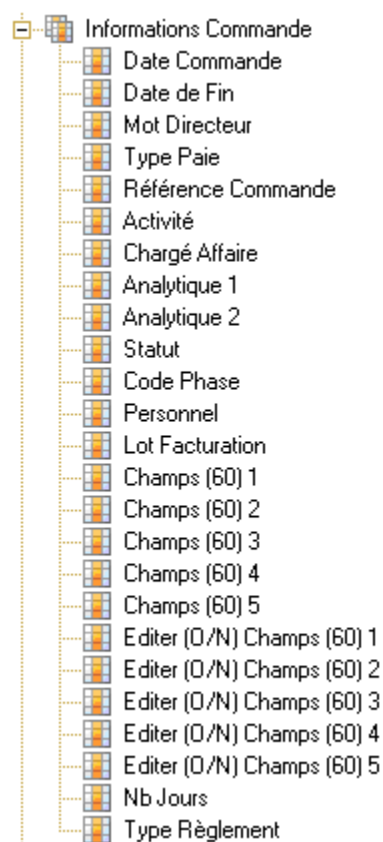 Informations Commande
Date Commande
Date de Fin
Mot Directeur
Type Paie
Référence Commande
Activité
Chargé Affaire
Analytique 1
Analytique 2
Statut
Code Phase
Personnel
Lot Facturation
Champs (60) 1
Champs (60) 2
Champs (60) 3
Champs (60) 4
Champs (60) 5
Editer (O/N) Champs (60) 1
Editer (O/N) Champs (60) 2
Editer (O/N) Champs (60) 3
Editer (O/N) Champs (60) 4
Editer (O/N) Champs (60) 5
Nb Jours
Type Règlement